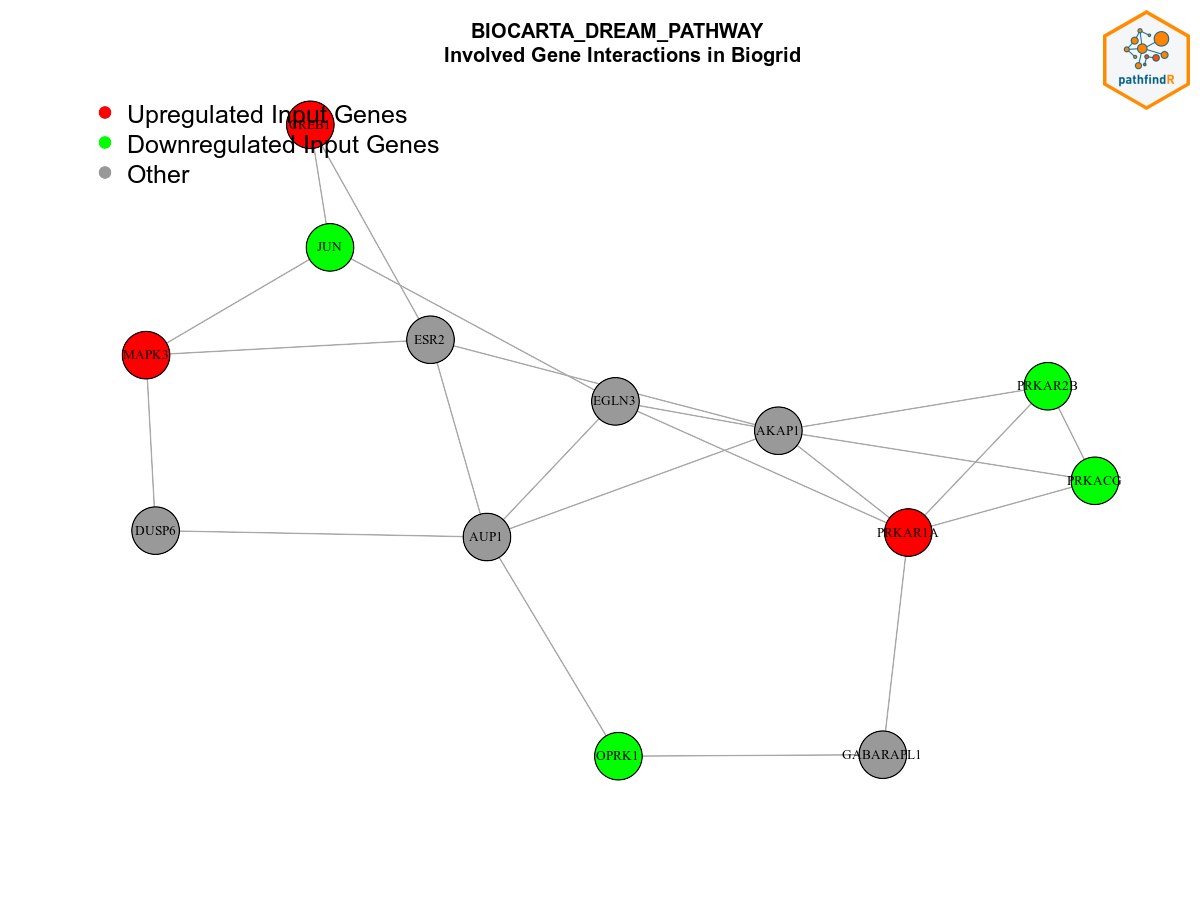 BIOCARTA_DREAM_PATHWAY
Involved Gene Interactions in Biogrid
pathfindR
Upregulated Input Genes
CREB1
Downregulated Input Genes
Other
JUN
ESR2
MAPK3
PRKAR2B
EGLN3
AKAP1
PRKACG
DUSP6
AUP1
PRKAR1A
OPRK1
GABARAPL1